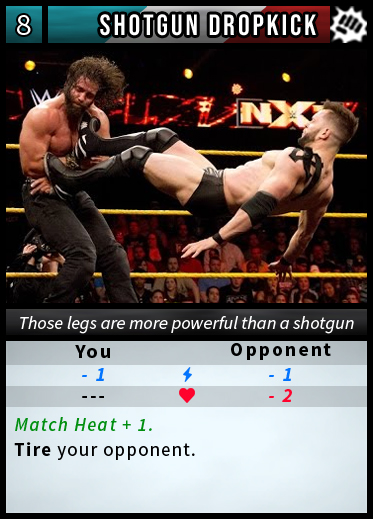 8 SHOTGUN DROPKICK
W
NXT
Those legs are more powerful than a shotgun
You Opponent
- 1 - 1
--- - 2
Match Heat + 1.
Tire your opponent.